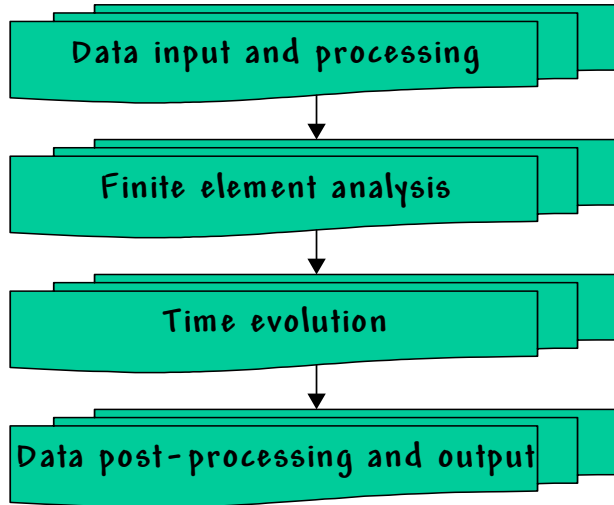 Data input and processing
Finite element analysis
Time evolution
Data post-processing and output